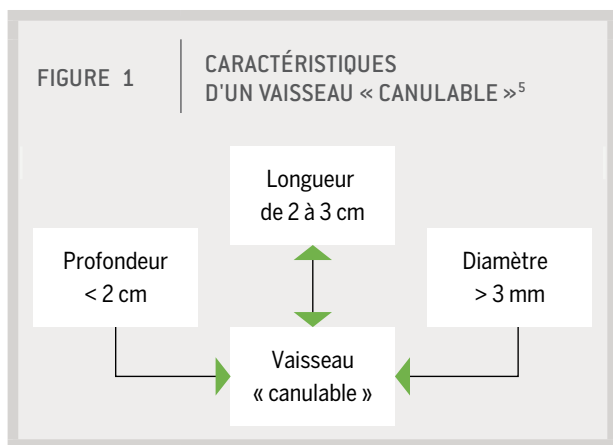 FIGURE 1
CARACTÉRISTIQUES
D'UN VAISSEAU « CANULABLE »5
Longueur
de 2 à 3 cm
Profondeur
< 2 cm
Diamètre
> 3 mm
Vaisseau
« canulable »